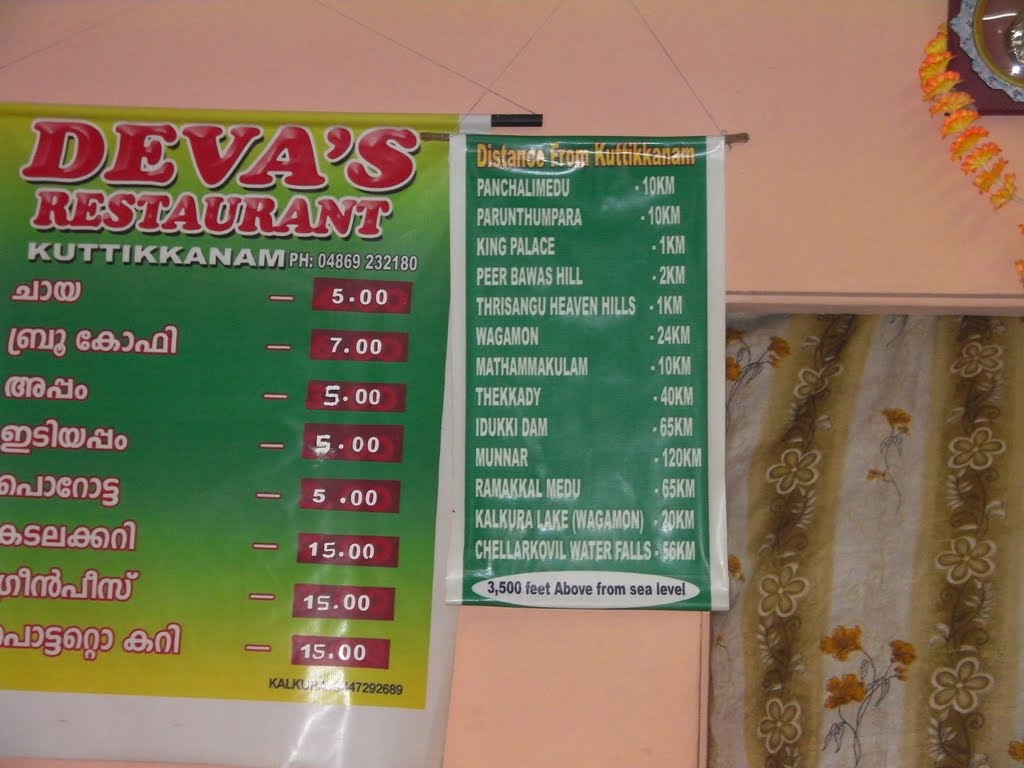 DEVA'S
RESTAURANT
KUTTIKKANAM PH: 04869 232180
ചായ — 5.00
ബ്രൂ കോഫി — 7.00
അപ്പം — 5.00
ഇടിയപ്പം — 5.00
പൊറോട്ട — 5.00
കടലക്കറി — 15.00
ഗ്രീൻപീസ് — 15.00
പൊട്ടറ്റൊ കറി — 15.00
KALKURA
Distance From Kuttikkanam
PANCHALIMEDU - 10KM
PARUNTHUMPARA - 10KM
KING PALACE - 1KM
PEER BAWAS HILL - 2KM
THRISANGU HEAVEN HILLS - 1KM
WAGAMON - 24KM
MATHAMMAKULAM - 10KM
THEKKADY - 40KM
IDUKKI DAM - 65KM
MUNNAR - 120KM
RAMAKKAL MEDU - 65KM
KALKURA LAKE (WAGAMON) - 20KM
CHELLARKOVIL WATER FALLS - 56KM
3,500 feet Above from sea level